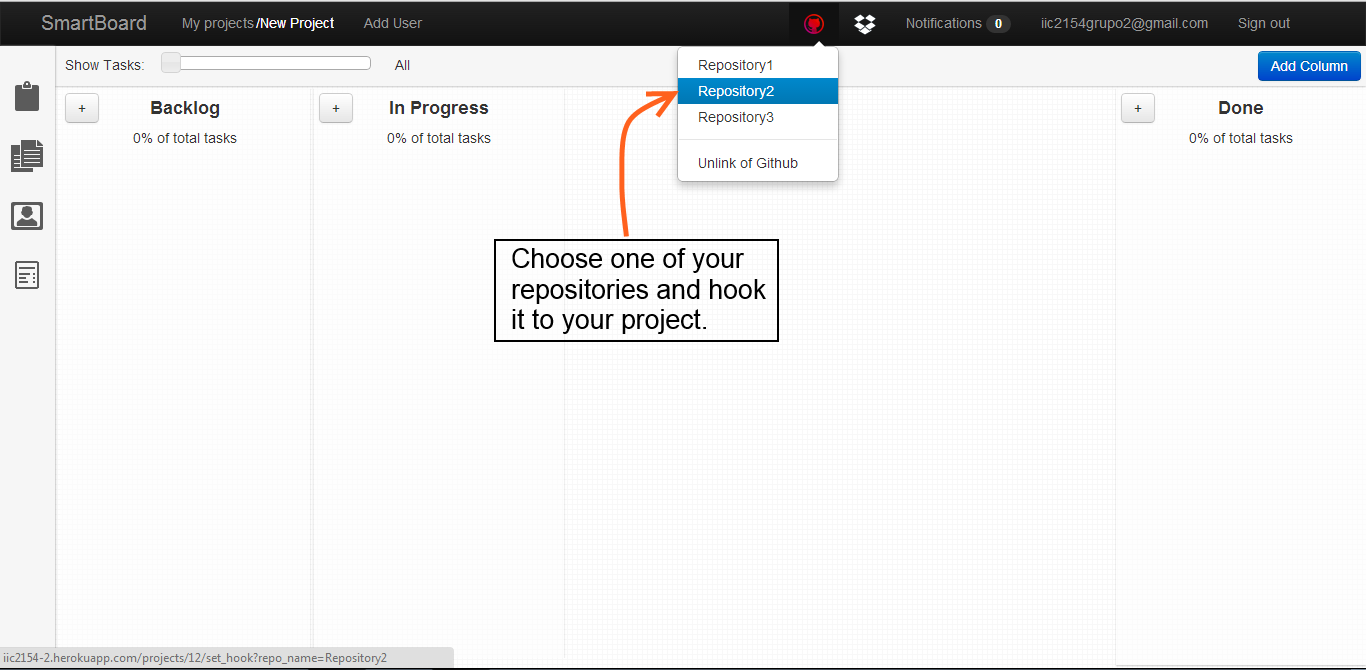 SmartBoard My projects/New Project Add User Notifications 0 iic2154grupo2@gmail.com Sign out
Show Tasks: All Add Column
Repository1
Repository2
Repository3
Unlink of Github
+ Backlog + In Progress + Done
0% of total tasks 0% of total tasks 0% of total tasks
Choose one of your
repositories and hook
it to your project.
iic2154-2.herokuapp.com/projects/12/set_hook?repo_name=Repository2